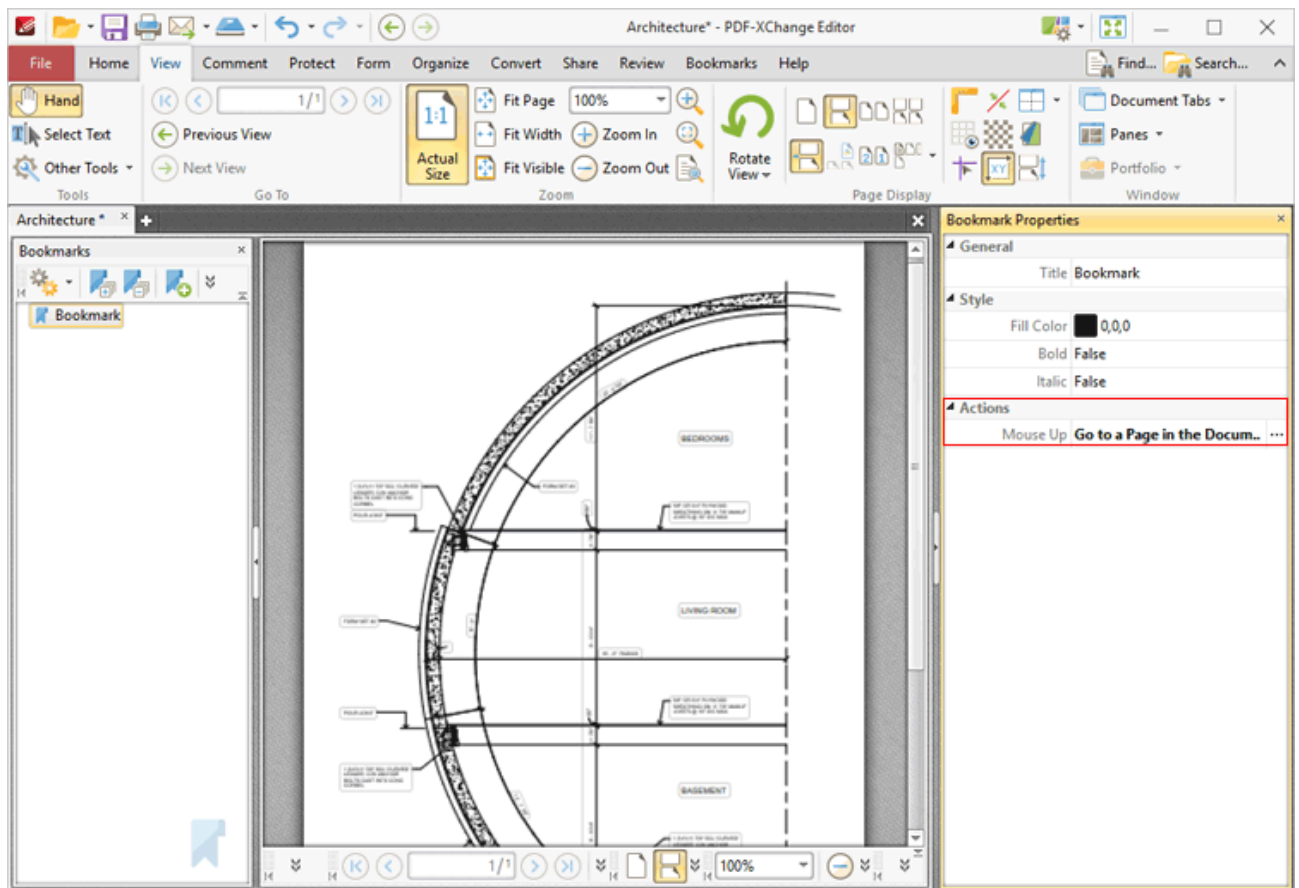 Architecture* - PDF-XChange Editor
File Home View Comment Protect Form Organize Convert Share Review Bookmarks Help Find... Search...
Hand
Select Text
Other Tools
Tools
1/1
Previous View
Next View
Go To
1:1
Actual
Size
Fit Page 100%
Fit Width Zoom In
Fit Visible Zoom Out
Zoom
Rotate
View
Page Display
XY
Document Tabs
Panes
Portfolio
Window
Architecture *
Bookmarks
Bookmark
BEDROOMS
LIVING ROOM
BASEMENT
1/1
100%
Bookmark Properties
General
Title Bookmark
Style
Fill Color 0,0,0
Bold False
Italic False
Actions
Mouse Up Go to a Page in the Docum.. ...